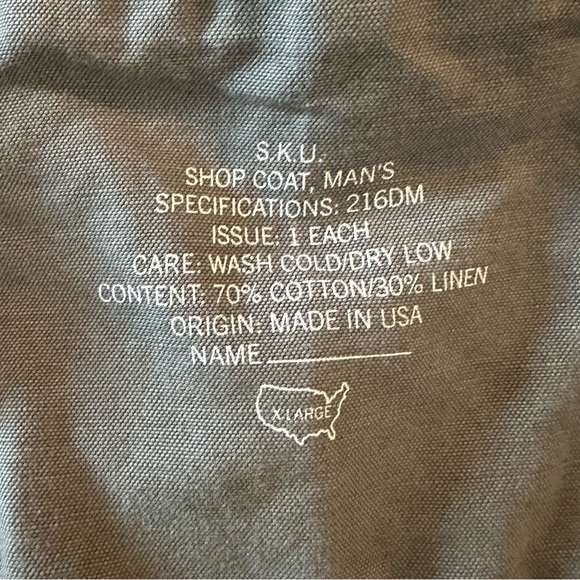 S.K.U.
SHOP COAT, MAN'S
SPECIFICATIONS: 216DM
ISSUE: 1 EACH
CARE: WASH COLD/DRY LOW
CONTENT: 70% COTTON/30% LINEN
ORIGIN: MADE IN USA
NAME
X-LARGE